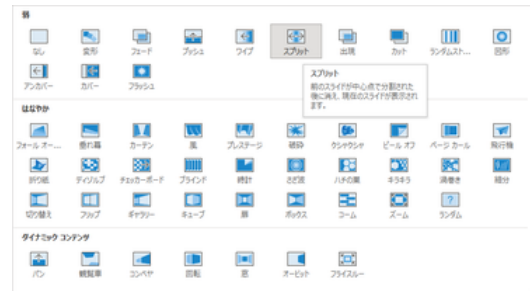 弱
なし 変形 フェード プッシュ ワイプ スプリット 出現 カット ランダムスト... 図形
アンカバー カバー フラッシュ
スプリット
前のスライドが中心点で分割された
後に消え、現在のスライドが表示され
ます。
はなやか
フォール オー... 垂れ幕 カーテン 風 プレステージ 破砕 クシャクシャ ピール オフ ページ カール 飛行機
折り紙 ディゾルブ チェッカーボード ブラインド 時計 さざ波 ハチの巣 キラキラ 渦巻き 細分
切り替え フリップ ギャラリー キューブ 扉 ボックス コーム ズーム ランダム
ダイナミック コンテンツ
パン 観覧車 コンベヤ 回転 窓 オービット フライスルー